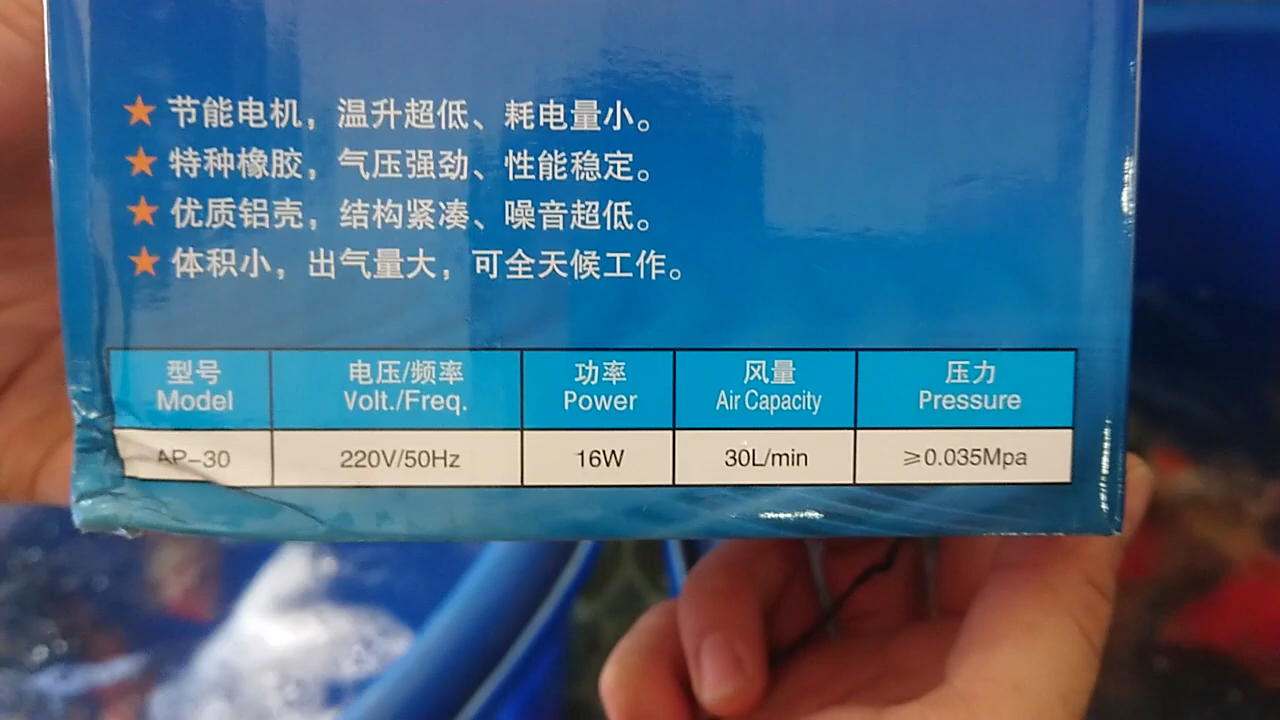 ★ 节能电机，温升超低、耗电量小。
★ 特种橡胶，气压强劲、性能稳定。
★ 优质铝壳，结构紧凑、噪音超低。
★ 体积小，出气量大，可全天候工作。
型号 电压/频率 功率 风量 压力
Model Volt./Freq. Power Air Capacity Pressure
AP-30 220V/50Hz 16W 30L/min ≥0.035Mpa